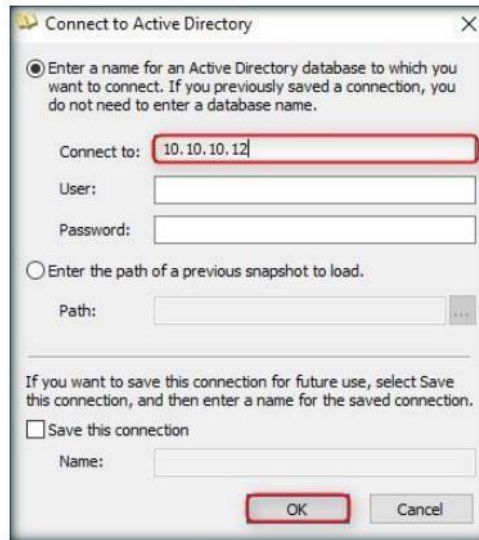 Connect to Active Directory
Enter a name for an Active Directory database to which you
want to connect. If you previously saved a connection, you
do not need to enter a database name.
Connect to: 10.10.10.12
User:
Password:
Enter the path of a previous snapshot to load.
Path: ...
If you want to save this connection for future use, select Save
this connection, and then enter a name for the saved connection.
Save this connection
Name:
OK Cancel